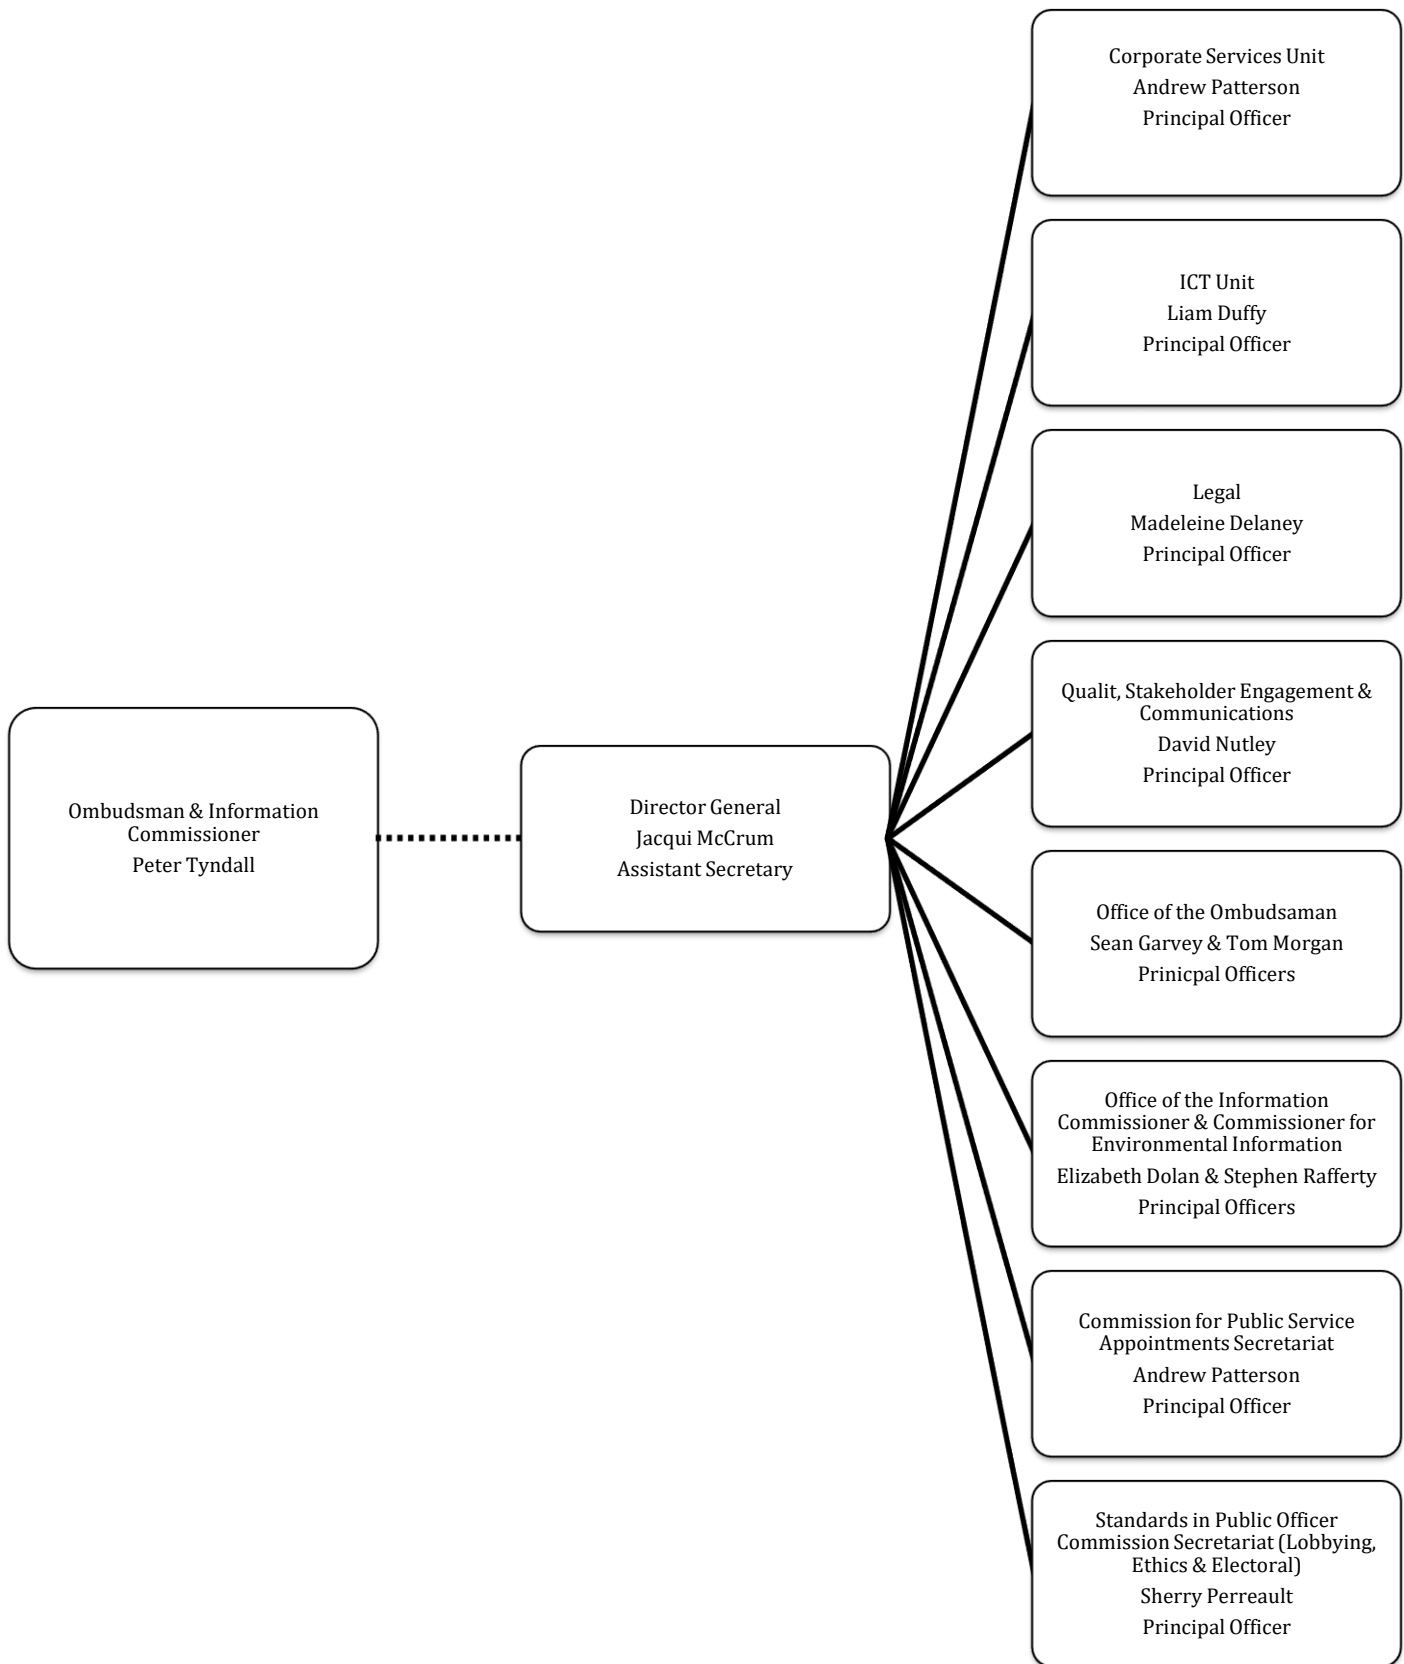 Corporate Services Unit
Andrew Patterson
Principal Officer
ICT Unit
Liam Duffy
Principal Officer
Legal
Madeleine Delaney
Principal Officer
Qualit, Stakeholder Engagement &
Communications
David Nutley
Principal Officer
Ombudsman & Information
Commissioner
Peter Tyndall
Director General
Jacqui McCrum
Assistant Secretary
Office of the Ombudsaman
Sean Garvey & Tom Morgan
Prinicpal Officers
Office of the Information
Commissioner & Commissioner for
Environmental Information
Elizabeth Dolan & Stephen Rafferty
Principal Officers
Commission for Public Service
Appointments Secretariat
Andrew Patterson
Principal Officer
Standards in Public Officer
Commission Secretariat (Lobbying,
Ethics & Electoral)
Sherry Perreault
Principal Officer